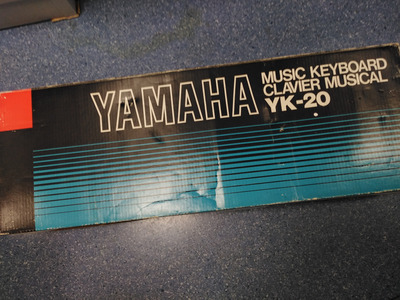 YAMAHA
MUSIC KEYBOARD
CLAVIER MUSICAL
YK-20